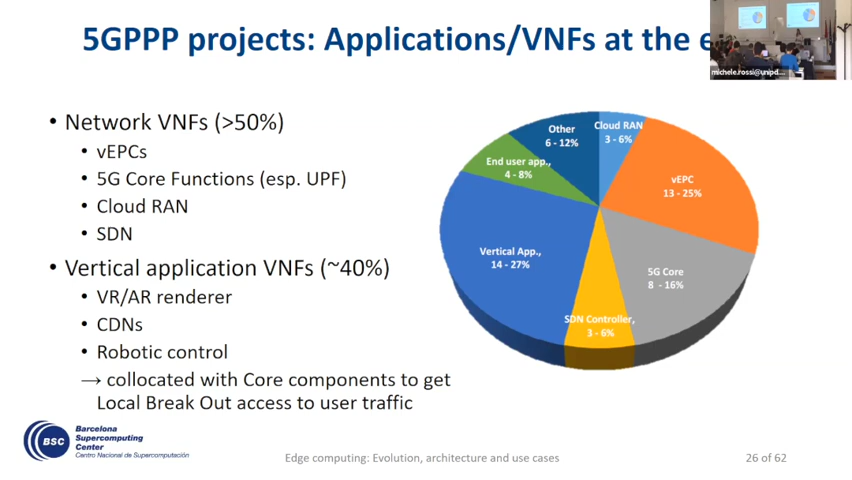 5GPPP projects: Applications/VNFs at the e
michele.rossi@unipd....
• Network VNFs (>50%)
• vEPCs
• 5G Core Functions (esp. UPF)
• Cloud RAN
• SDN
• Vertical application VNFs (~40%)
• VR/AR renderer
• CDNs
• Robotic control
→ collocated with Core components to get
Local Break Out access to user traffic
Cloud RAN
3 - 6%
vEPC
13 - 25%
5G Core
8 - 16%
SDN Controller,
3 - 6%
Vertical App.,
14 - 27%
End user app.,
4 - 8%
Other
6 - 12%
BSC
Barcelona
Supercomputing
Center
Centro Nacional de Supercomputación
Edge computing: Evolution, architecture and use cases
26 of 62